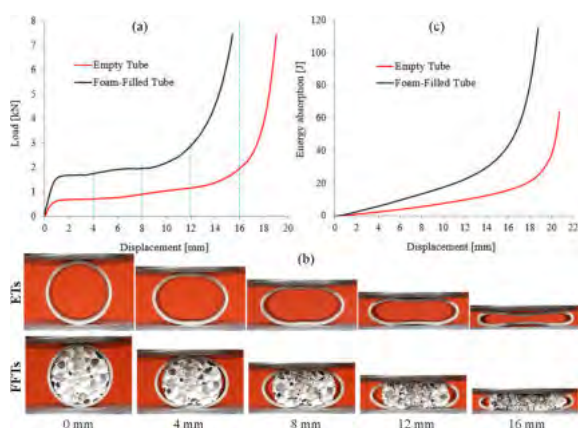 (a)
(c)
8
7
6
5
4
3
2
1
0
Load [kN]
Empty Tube
Foam-Filled Tube
0 2 4 6 8 10 12 14 16 18 20
Displacement [mm]
120
100
80
60
40
20
0
Energy absorption [J]
Empty Tube
Foam-Filled Tube
0 2 4 6 8 10 12 14 16 18 20 22
Displacement [mm]
(b)
ETs
FFTs
0 mm 4 mm 8 mm 12 mm 16 mm